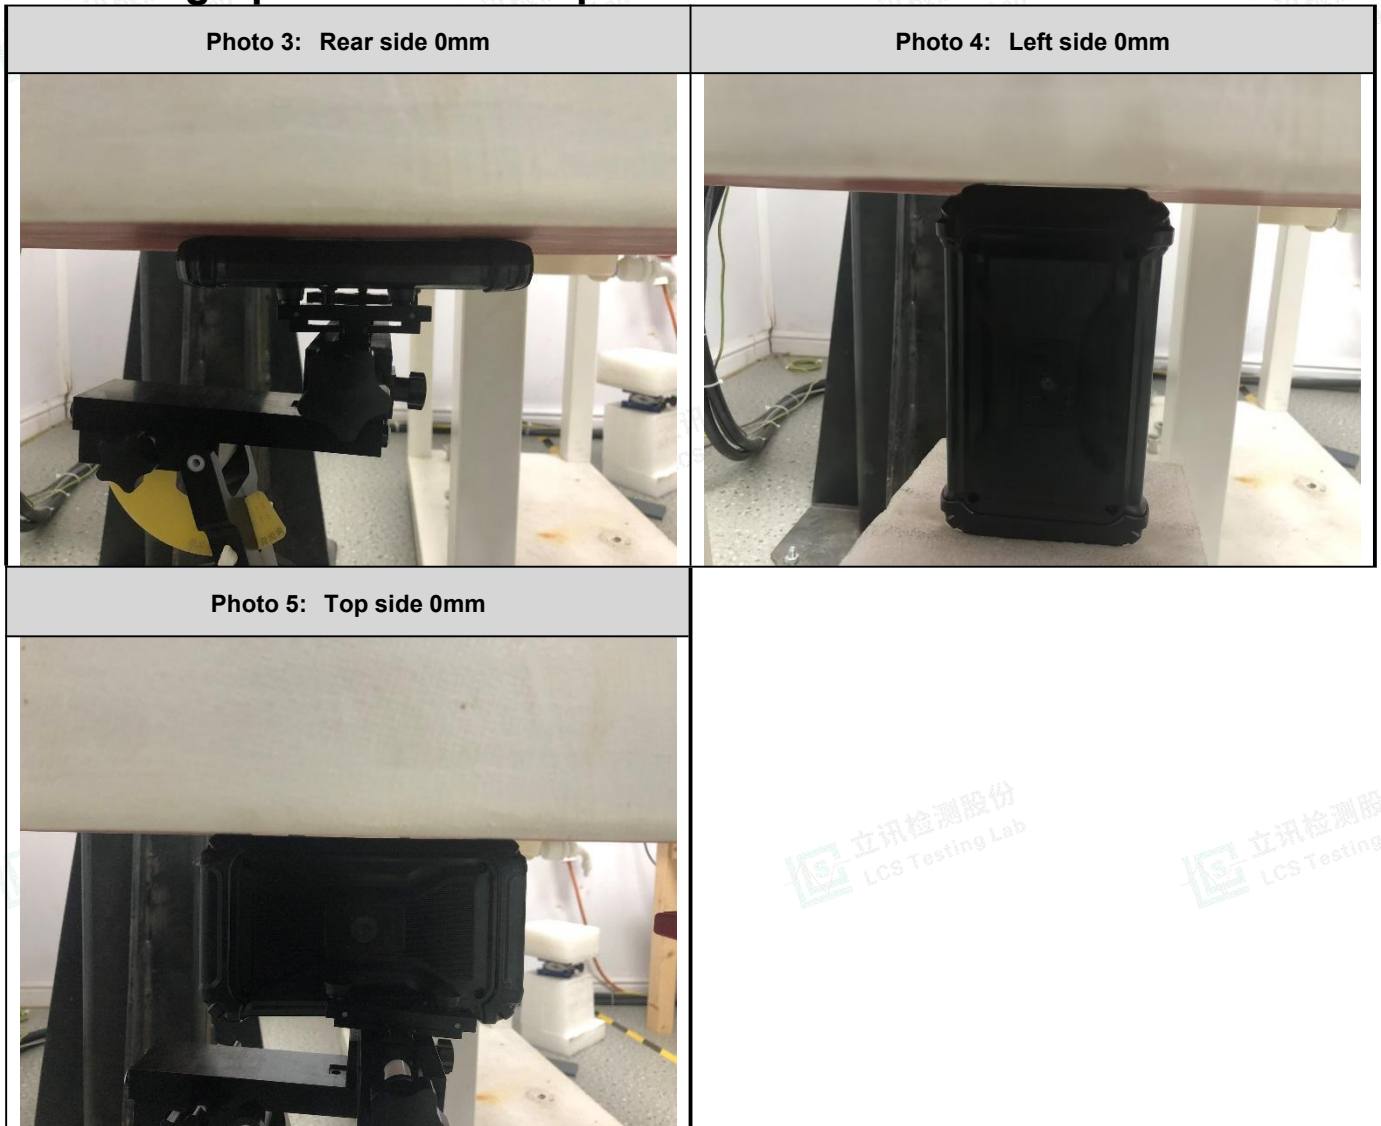 Photo 3: Rear side 0mm
Photo 4: Left side 0mm
Photo 5: Top side 0mm
立讯检测股份
LCS Testing Lab
立讯检测股
LCS Testing